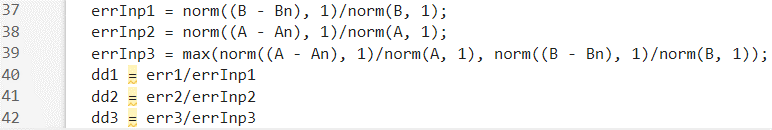 37 errInp1 = norm((B - Bn), 1)/norm(B, 1);
38 errInp2 = norm((A - An), 1)/norm(A, 1);
39 errInp3 = max(norm((A - An), 1)/norm(A, 1), norm((B - Bn), 1)/norm(B, 1));
40 dd1 = err1/errInp1
41 dd2 = err2/errInp2
42 dd3 = err3/errInp3